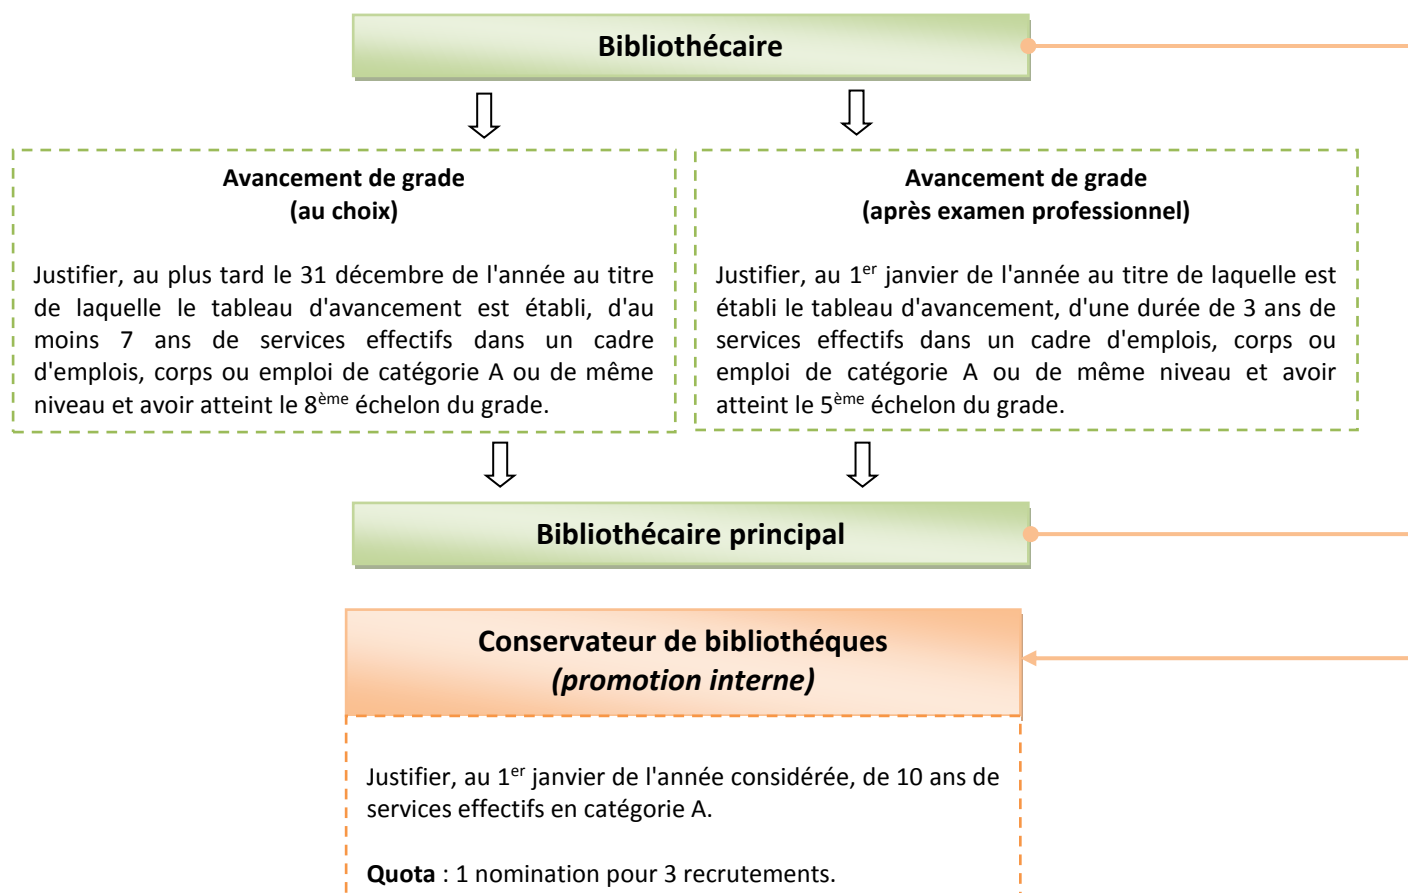 Bibliothécaire
Avancement de grade
(au choix)
Justifier, au plus tard le 31 décembre de l'année au titre
de laquelle le tableau d'avancement est établi, d'au
moins 7 ans de services effectifs dans un cadre
d'emplois, corps ou emploi de catégorie A ou de même
niveau et avoir atteint le 8ème échelon du grade.
Avancement de grade
(après examen professionnel)
Justifier, au 1er janvier de l'année au titre de laquelle est
établi le tableau d'avancement, d'une durée de 3 ans de
services effectifs dans un cadre d'emplois, corps ou
emploi de catégorie A ou de même niveau et avoir
atteint le 5ème échelon du grade.
Bibliothécaire principal
Conservateur de bibliothéques
(promotion interne)
Justifier, au 1er janvier de l'année considérée, de 10 ans de
services effectifs en catégorie A.
Quota : 1 nomination pour 3 recrutements.